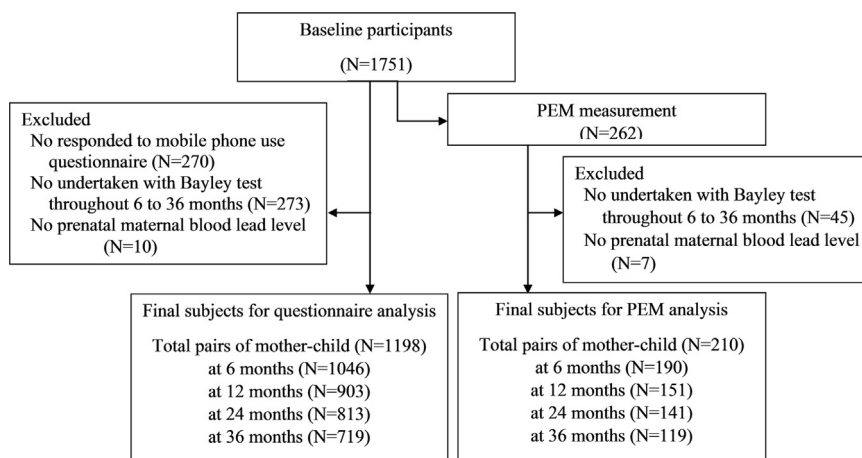 Baseline participants
(N=1751)
PEM measurement
(N=262)
Excluded
No responded to mobile phone use
questionnaire (N=270)
No undertaken with Bayley test
throughout 6 to 36 months (N=273)
No prenatal maternal blood lead level
(N=10)
Excluded
No undertaken with Bayley test
throughout 6 to 36 months (N=45)
No prenatal maternal blood lead level
(N=7)
Final subjects for questionnaire analysis
Total pairs of mother-child (N=1198)
at 6 months (N=1046)
at 12 months (N=903)
at 24 months (N=813)
at 36 months (N=719)
Final subjects for PEM analysis
Total pairs of mother-child (N=210)
at 6 months (N=190)
at 12 months (N=151)
at 24 months (N=141)
at 36 months (N=119)